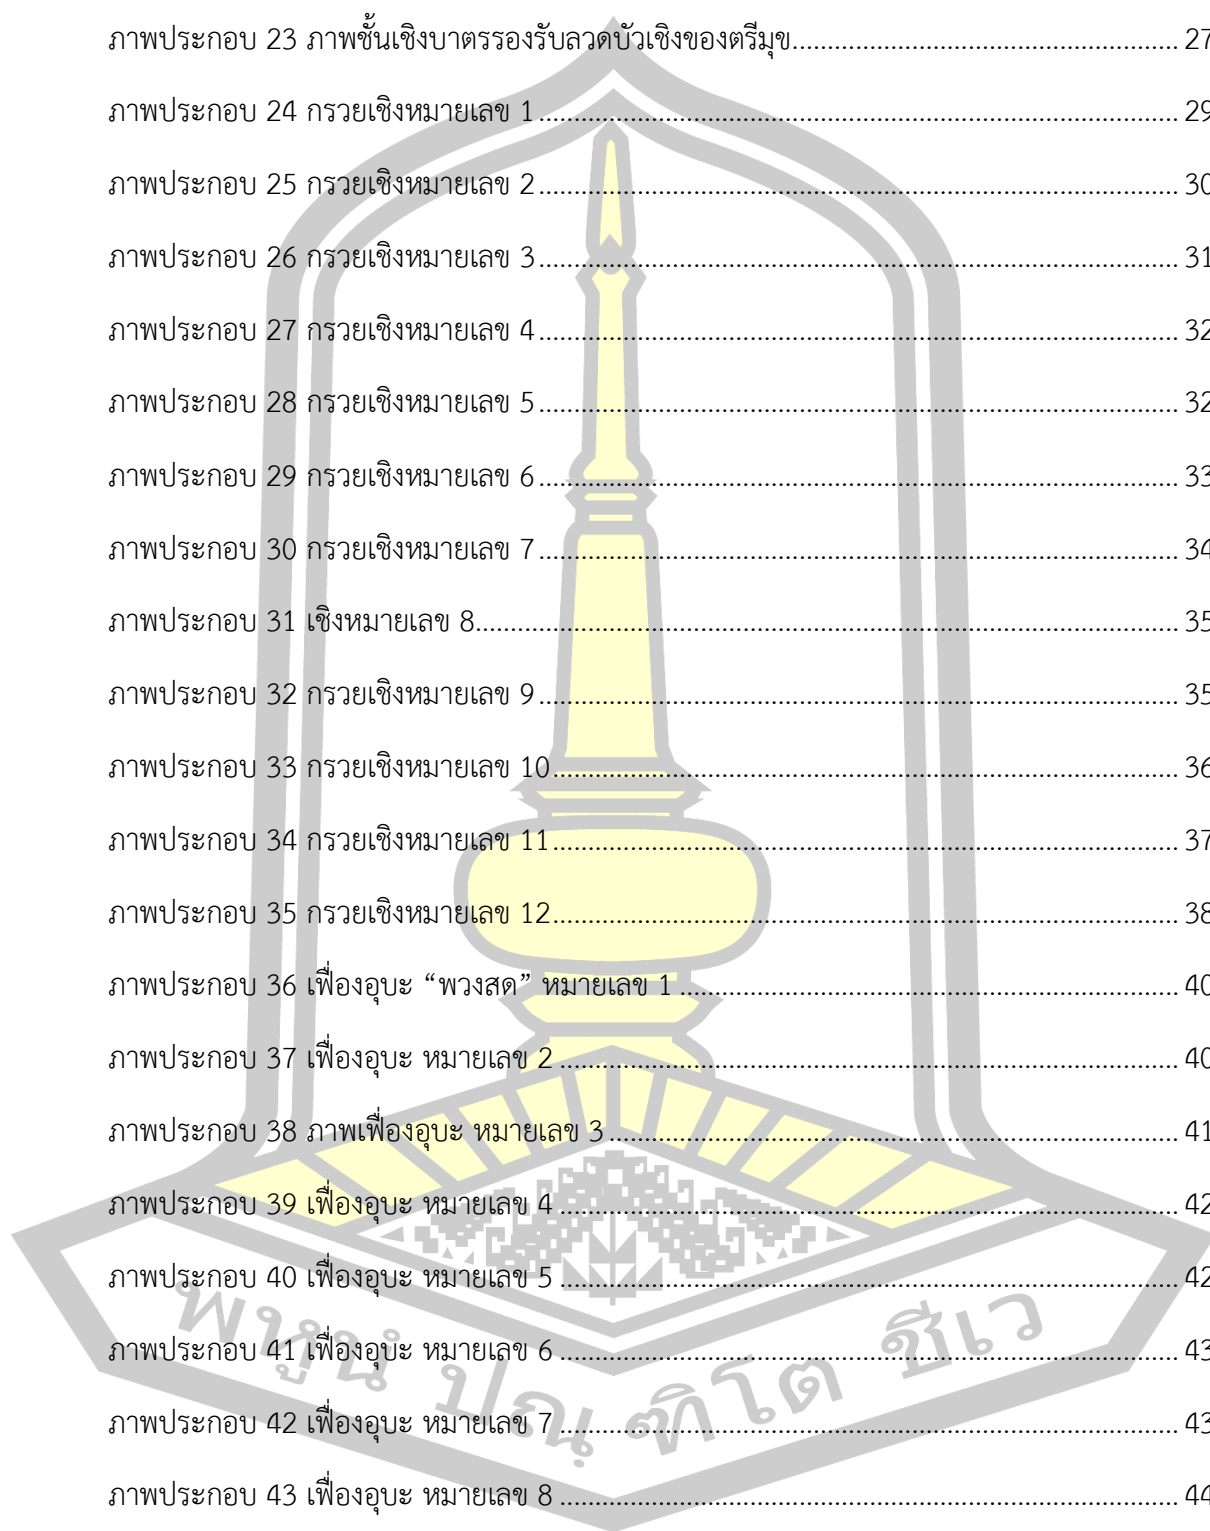 ภาพประกอบ 23 ภาพชั้นเชิงบาตรรองรับลวดบัวเชิงของตรีมุข................................................ 27
ภาพประกอบ 24 กรวยเชิงหมายเลข 1................................................ 29
ภาพประกอบ 25 กรวยเชิงหมายเลข 2................................................ 30
ภาพประกอบ 26 กรวยเชิงหมายเลข 3................................................ 31
ภาพประกอบ 27 กรวยเชิงหมายเลข 4................................................ 32
ภาพประกอบ 28 กรวยเชิงหมายเลข 5................................................ 32
ภาพประกอบ 29 กรวยเชิงหมายเลข 6................................................ 33
ภาพประกอบ 30 กรวยเชิงหมายเลข 7................................................ 34
ภาพประกอบ 31 เชิงหมายเลข 8................................................ 35
ภาพประกอบ 32 กรวยเชิงหมายเลข 9................................................ 35
ภาพประกอบ 33 กรวยเชิงหมายเลข 10................................................ 36
ภาพประกอบ 34 กรวยเชิงหมายเลข 11................................................ 37
ภาพประกอบ 35 กรวยเชิงหมายเลข 12................................................ 38
ภาพประกอบ 36 เฟื่องอุบะ “พวงสด” หมายเลข 1................................................ 40
ภาพประกอบ 37 เฟื่องอุบะ หมายเลข 2................................................ 40
ภาพประกอบ 38 ภาพเฟื่องอุบะ หมายเลข 3................................................ 41
ภาพประกอบ 39 เฟื่องอุบะ หมายเลข 4................................................ 42
ภาพประกอบ 40 เฟื่องอุบะ หมายเลข 5................................................ 42
ภาพประกอบ 41 เฟื่องอุบะ หมายเลข 6................................................ 43
ภาพประกอบ 42 เฟื่องอุบะ หมายเลข 7................................................ 43
ภาพประกอบ 43 เฟื่องอุบะ หมายเลข 8................................................ 44
พหูนํ ปณฺฑิโต ชีเว